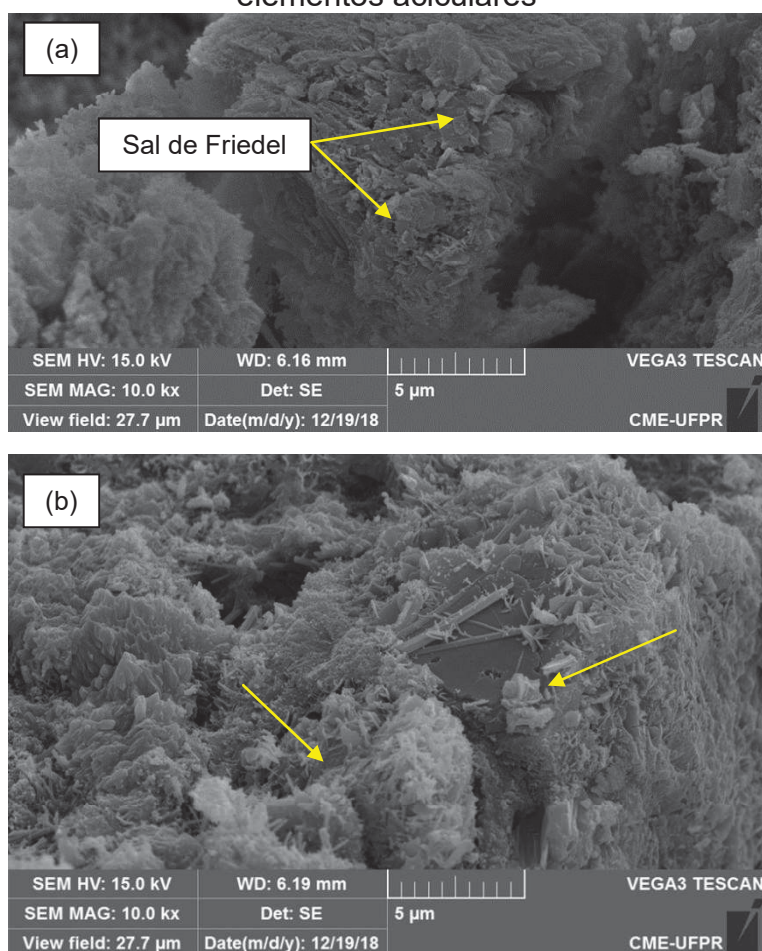 elementos aciculares
(a)
Sal de Friedel
SEM HV: 15.0 kV WD: 6.16 mm VEGA3 TESCAN
SEM MAG: 10.0 kx Det: SE 5 µm
View field: 27.7 µm Date(m/d/y): 12/19/18 CME-UFPR
(b)
SEM HV: 15.0 kV WD: 6.19 mm VEGA3 TESCAN
SEM MAG: 10.0 kx Det: SE 5 µm
View field: 27.7 µm Date(m/d/y): 12/19/18 CME-UFPR